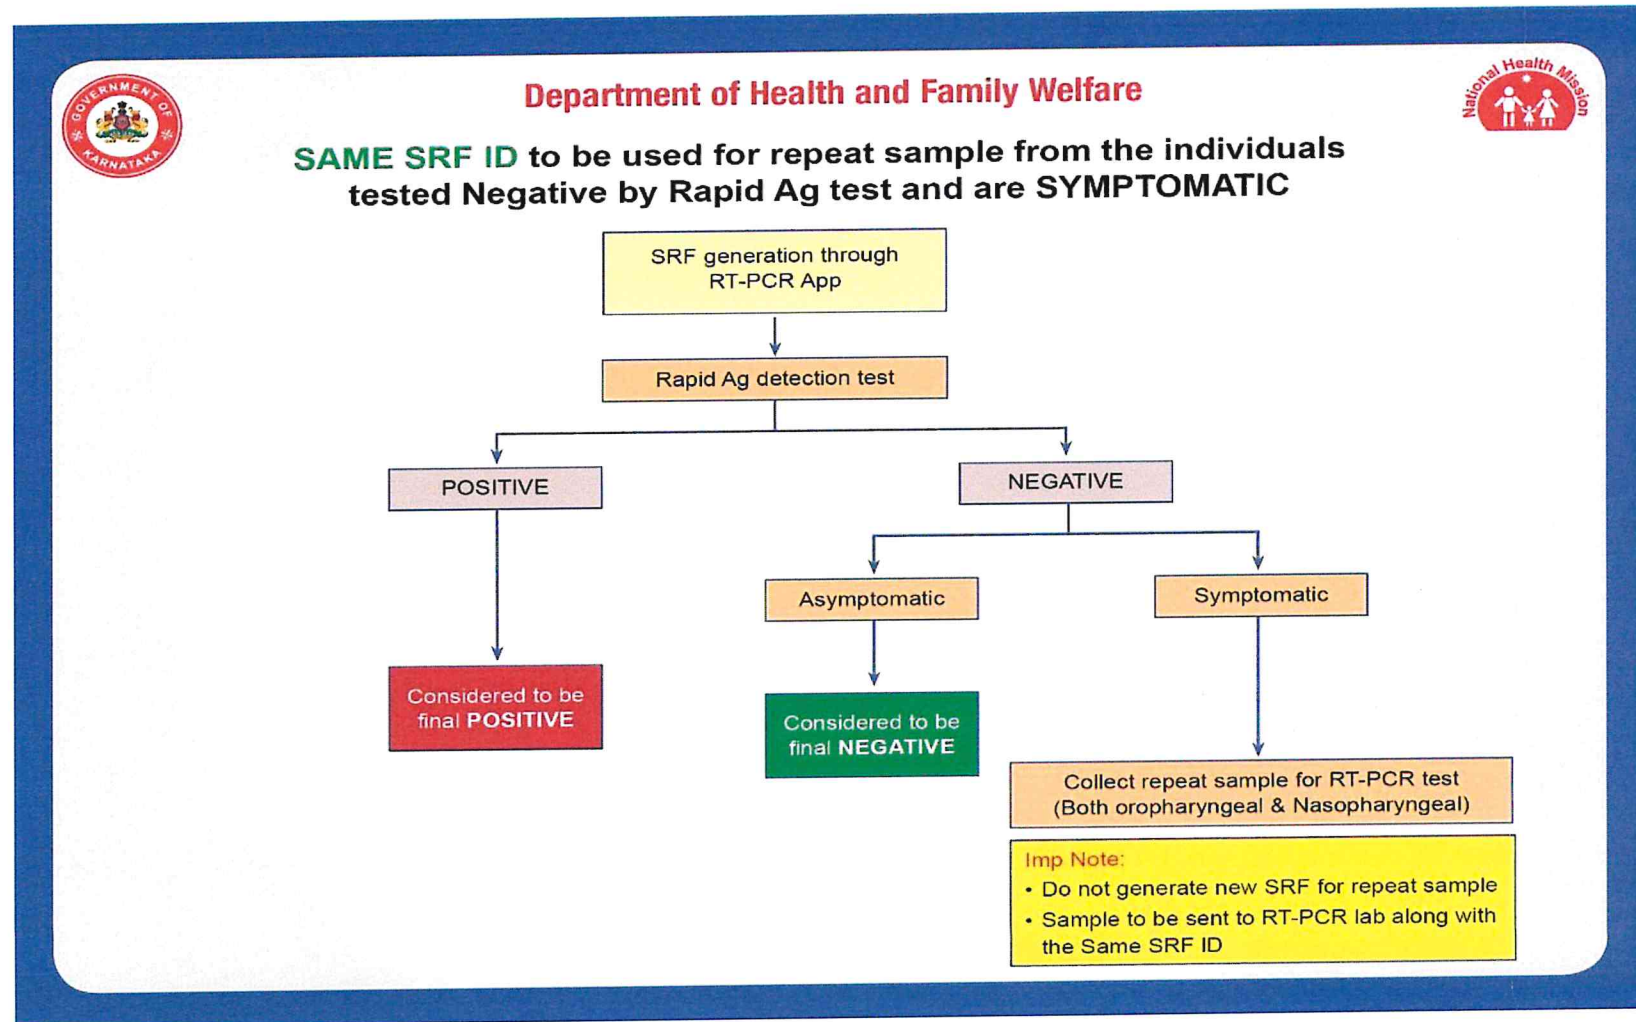 GOVERNMENT OF
KARNATAKA
National Health Mission
Department of Health and Family Welfare
SAME SRF ID to be used for repeat sample from the individuals
tested Negative by Rapid Ag test and are SYMPTOMATIC
SRF generation through
RT-PCR App
Rapid Ag detection test
POSITIVE
NEGATIVE
Asymptomatic
Symptomatic
Considered to be
final POSITIVE
Considered to be
final NEGATIVE
Collect repeat sample for RT-PCR test
(Both oropharyngeal & Nasopharyngeal)
Imp Note:
• Do not generate new SRF for repeat sample
• Sample to be sent to RT-PCR lab along with
the Same SRF ID